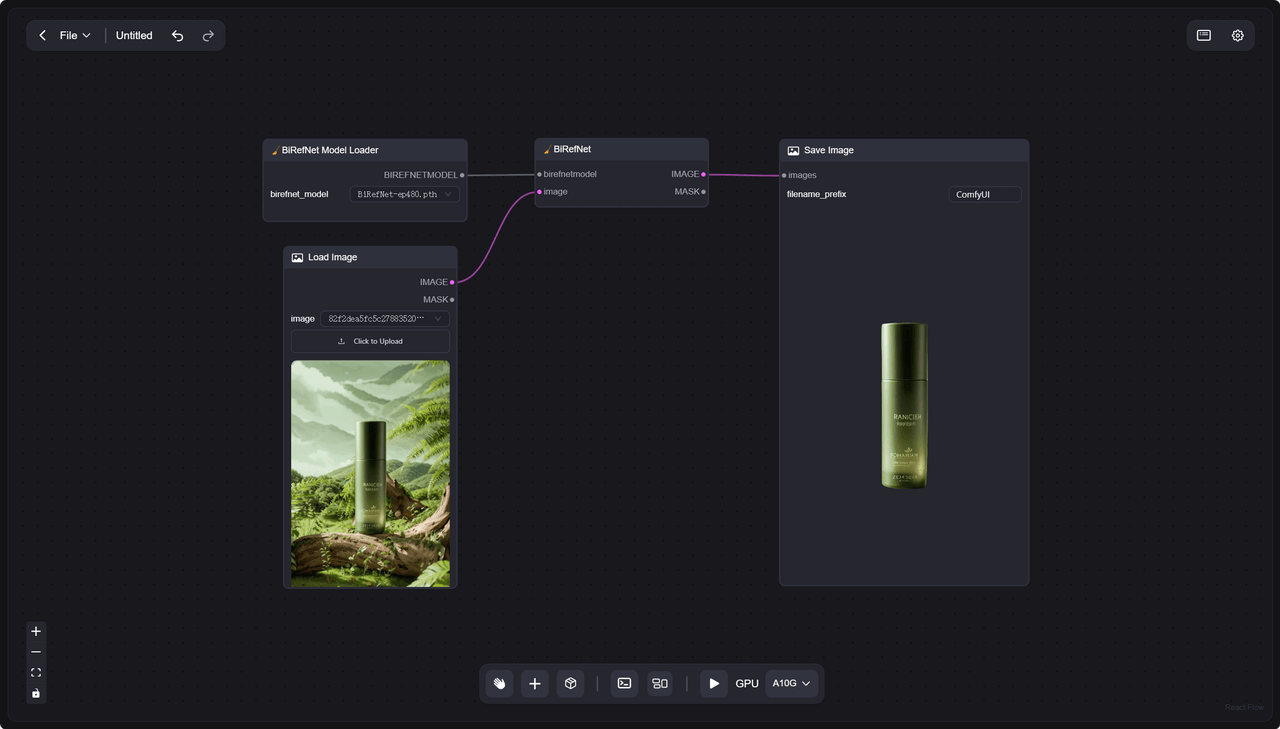 File
Untitled
BiRefNet Model Loader
BIREFNETMODEL
birefnet_model
BiRefNet-ep480.pth
BiRefNet
birefnetmodel
IMAGE
image
MASK
Save Image
images
filename_prefix
ComfyUI
Load Image
IMAGE
MASK
image
82f2dea5fc5c27883520···
Click to Upload
GPU
A10G
React Flow